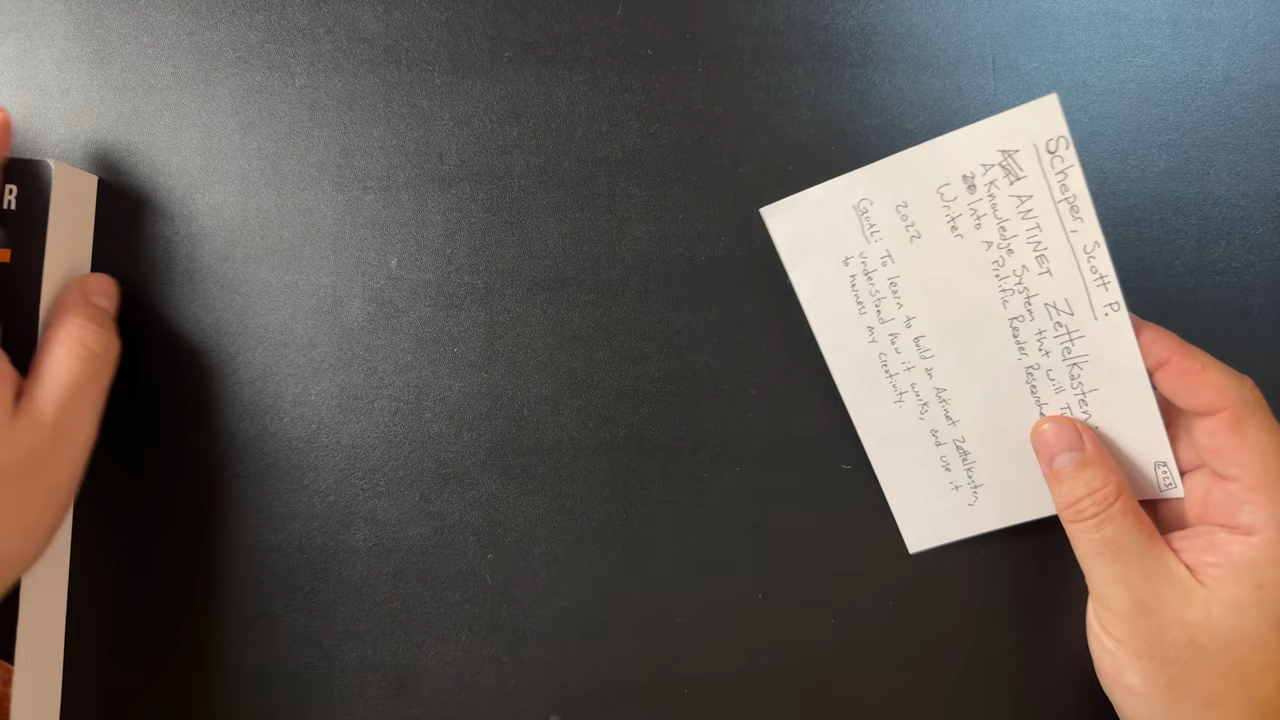 R
Scheper, Scott P.
ANTINET Zettelkasten.
A Knowledge System that will
Into A Prolific Reader, Researche
Writer
2022
GOAL: To learn to build an Antinet Zettelkasten,
understand how it works, and use it
to harness my creativity.
2023